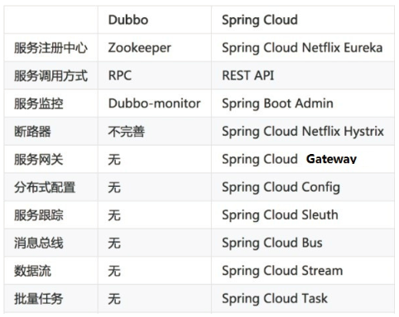 Dubbo Spring Cloud
服务注册中心 Zookeeper Spring Cloud Netflix Eureka
服务调用方式 RPC REST API
服务监控 Dubbo-monitor Spring Boot Admin
断路器 不完善 Spring Cloud Netflix Hystrix
服务网关 无 Spring Cloud Gateway
分布式配置 无 Spring Cloud Config
服务跟踪 无 Spring Cloud Sleuth
消息总线 无 Spring Cloud Bus
数据流 无 Spring Cloud Stream
批量任务 无 Spring Cloud Task